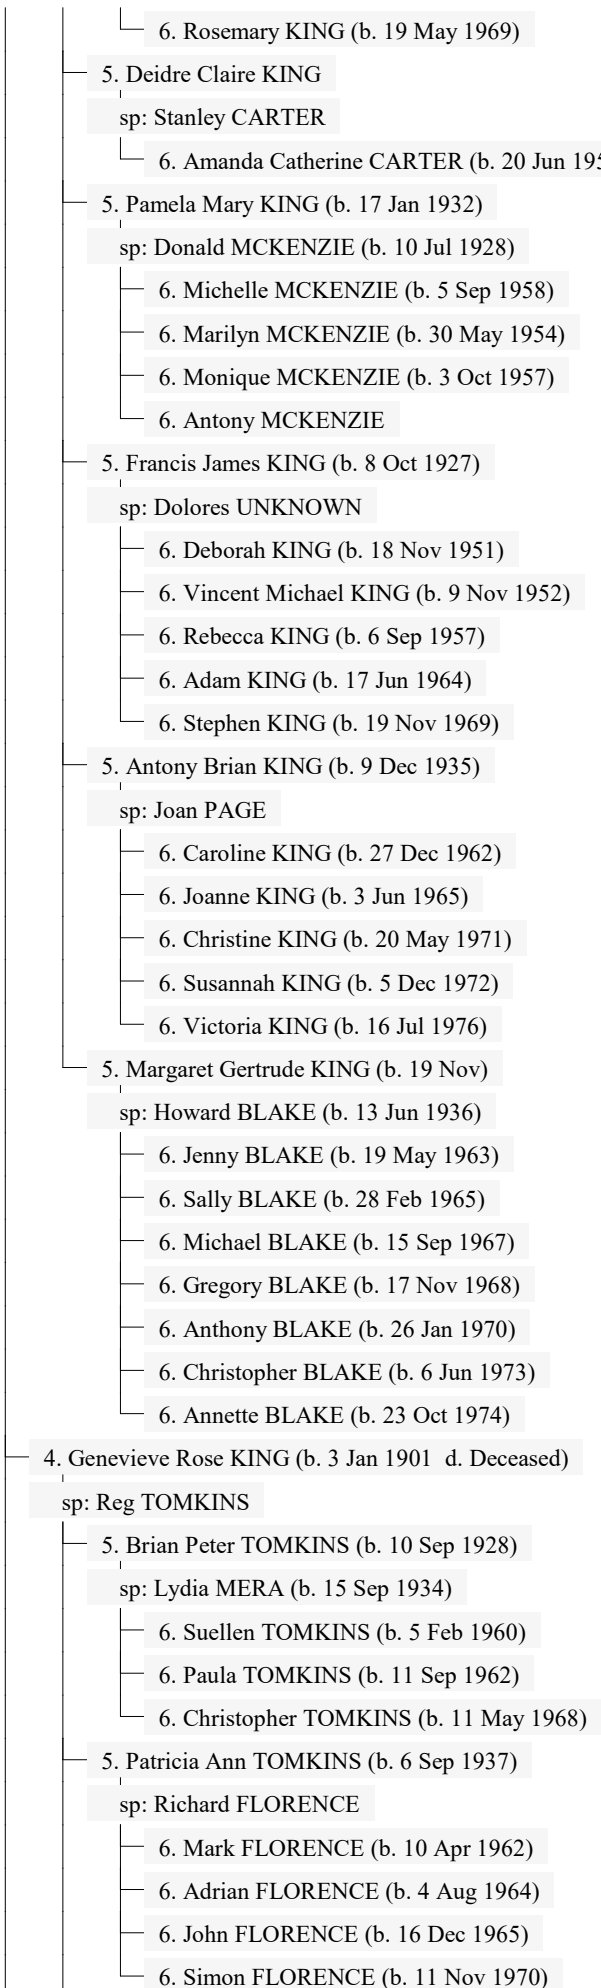 6. Rosemary KING (b. 19 May 1969)
5. Deidre Claire KING
sp: Stanley CARTER
6. Amanda Catherine CARTER (b. 20 Jun 195
5. Pamela Mary KING (b. 17 Jan 1932)
sp: Donald MCKENZIE (b. 10 Jul 1928)
6. Michelle MCKENZIE (b. 5 Sep 1958)
6. Marilyn MCKENZIE (b. 30 May 1954)
6. Monique MCKENZIE (b. 3 Oct 1957)
6. Antony MCKENZIE
5. Francis James KING (b. 8 Oct 1927)
sp: Dolores UNKNOWN
6. Deborah KING (b. 18 Nov 1951)
6. Vincent Michael KING (b. 9 Nov 1952)
6. Rebecca KING (b. 6 Sep 1957)
6. Adam KING (b. 17 Jun 1964)
6. Stephen KING (b. 19 Nov 1969)
5. Antony Brian KING (b. 9 Dec 1935)
sp: Joan PAGE
6. Caroline KING (b. 27 Dec 1962)
6. Joanne KING (b. 3 Jun 1965)
6. Christine KING (b. 20 May 1971)
6. Susannah KING (b. 5 Dec 1972)
6. Victoria KING (b. 16 Jul 1976)
5. Margaret Gertrude KING (b. 19 Nov)
sp: Howard BLAKE (b. 13 Jun 1936)
6. Jenny BLAKE (b. 19 May 1963)
6. Sally BLAKE (b. 28 Feb 1965)
6. Michael BLAKE (b. 15 Sep 1967)
6. Gregory BLAKE (b. 17 Nov 1968)
6. Anthony BLAKE (b. 26 Jan 1970)
6. Christopher BLAKE (b. 6 Jun 1973)
6. Annette BLAKE (b. 23 Oct 1974)
4. Genevieve Rose KING (b. 3 Jan 1901 d. Deceased)
sp: Reg TOMKINS
5. Brian Peter TOMKINS (b. 10 Sep 1928)
sp: Lydia MERA (b. 15 Sep 1934)
6. Suellen TOMKINS (b. 5 Feb 1960)
6. Paula TOMKINS (b. 11 Sep 1962)
6. Christopher TOMKINS (b. 11 May 1968)
5. Patricia Ann TOMKINS (b. 6 Sep 1937)
sp: Richard FLORENCE
6. Mark FLORENCE (b. 10 Apr 1962)
6. Adrian FLORENCE (b. 4 Aug 1964)
6. John FLORENCE (b. 16 Dec 1965)
6. Simon FLORENCE (b. 11 Nov 1970)